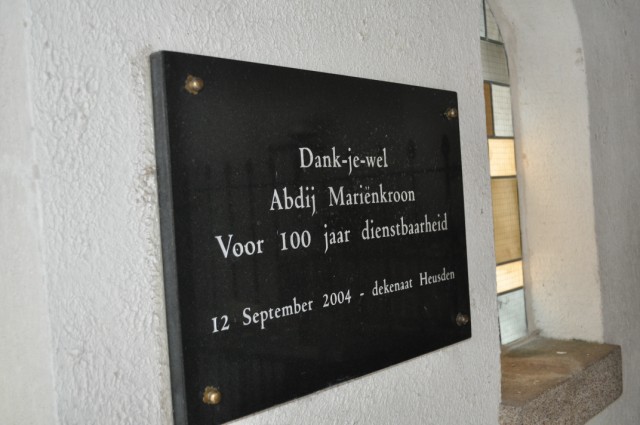 Dank-je-wel
Abdij Mariënkroon
Voor 100 jaar dienstbaarheid
12 September 2004 - dekenaat Heusden